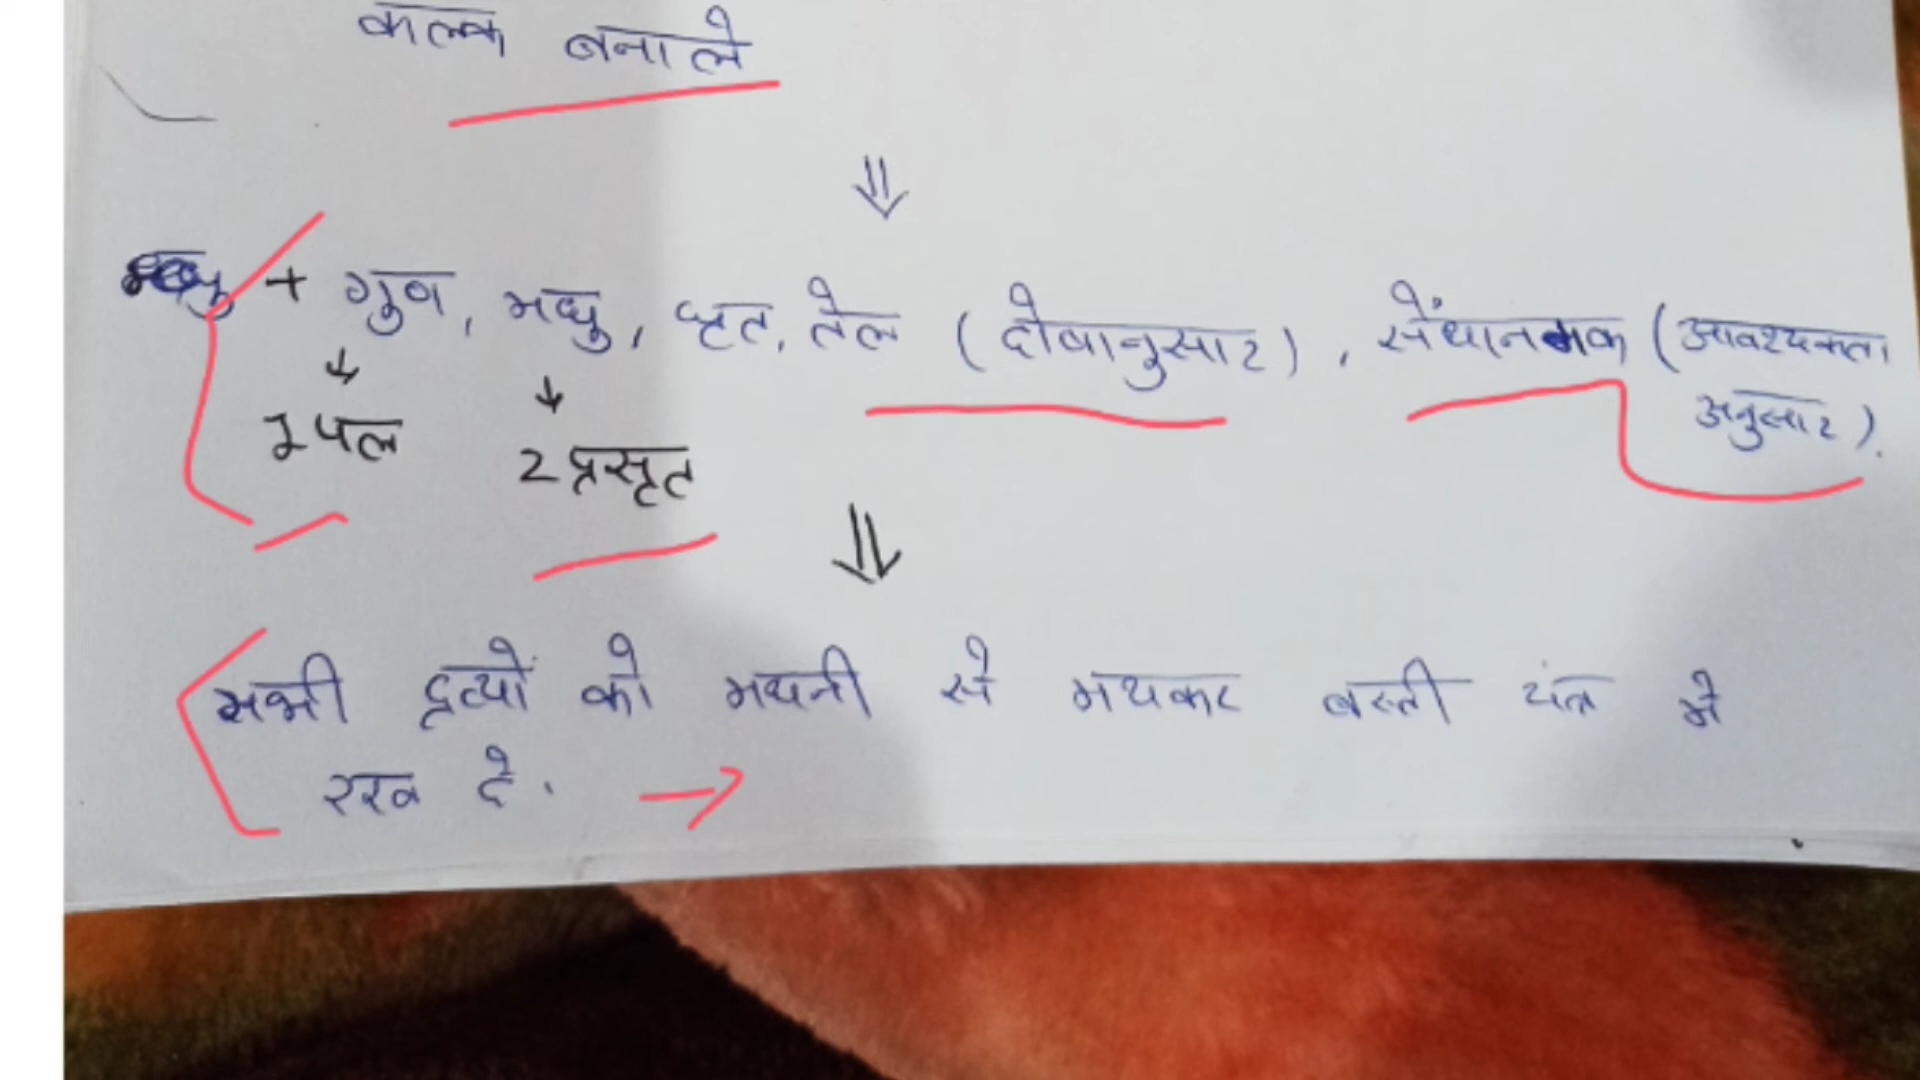 कल्क बनाले
+ गुण, मधु, घृत, तेल (दोषानुसार), सेंधानमक (आवश्यकता
अनुसार).
1 पल
2 प्रसृत
सभी द्रव्यों को मथनी से मथकर बस्ती यंत्र मे
रख दे.